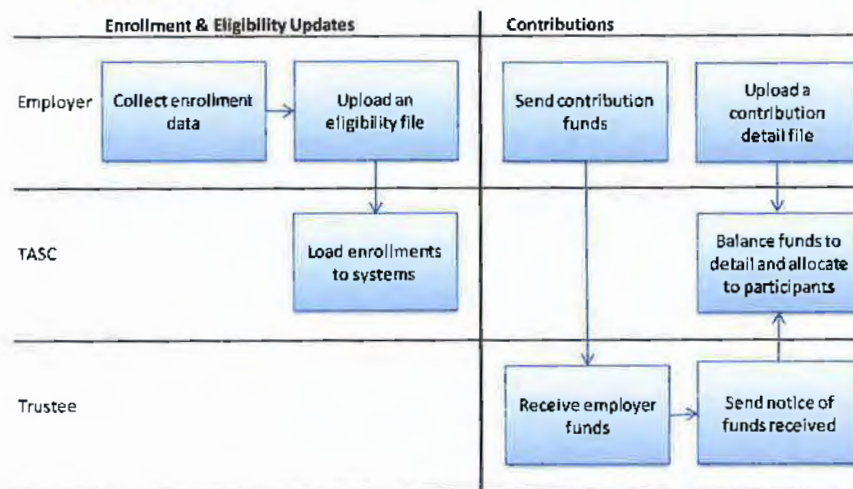 Enrollment & Eligibility Updates
Contributions
Employer
Collect enrollment
data
Upload an
eligibility file
Send contribution
funds
Upload a
contribution
detail file
TASC
Load enrollments
to systems
Balance funds to
detail and allocate
to participants
Trustee
Receive employer
funds
Send notice of
funds received